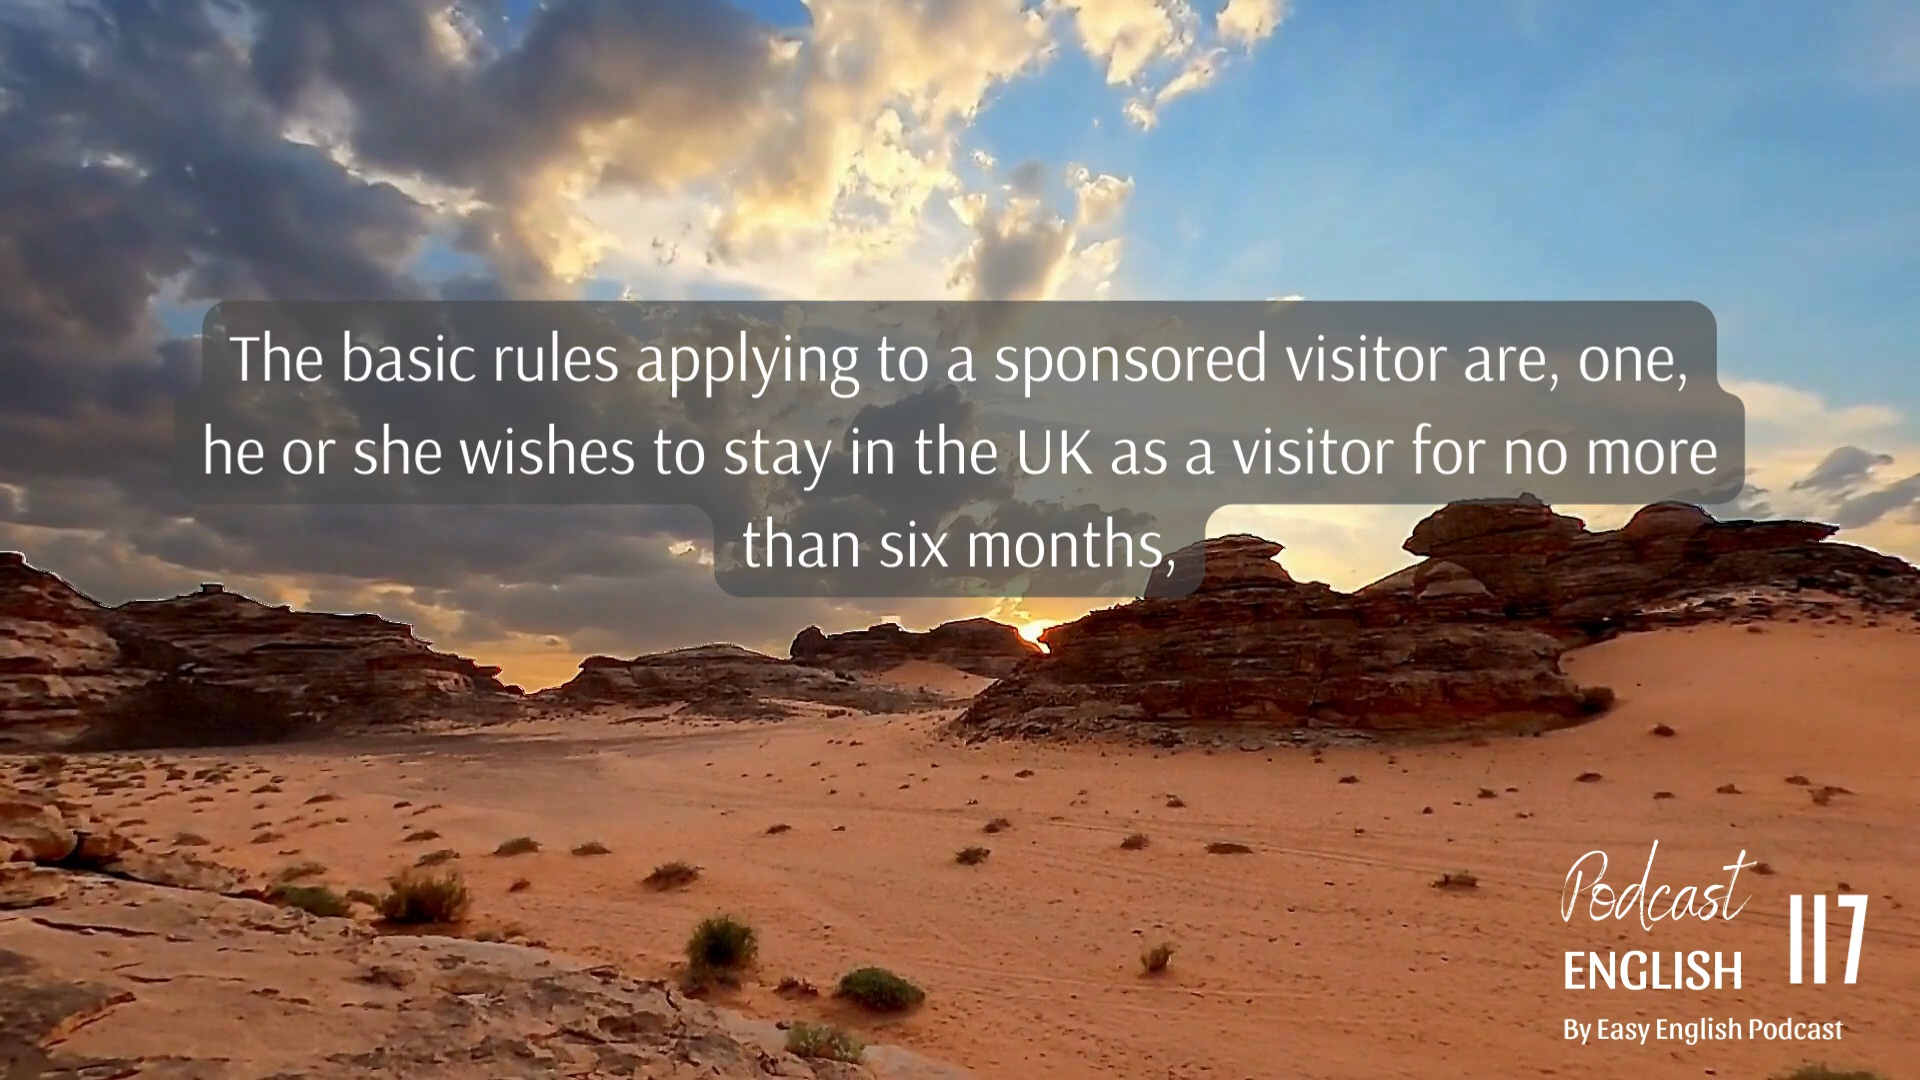 The basic rules applying to a sponsored visitor are, one,
he or she wishes to stay in the UK as a visitor for no more
than six months,
Podcast
ENGLISH
117
By Easy English Podcast